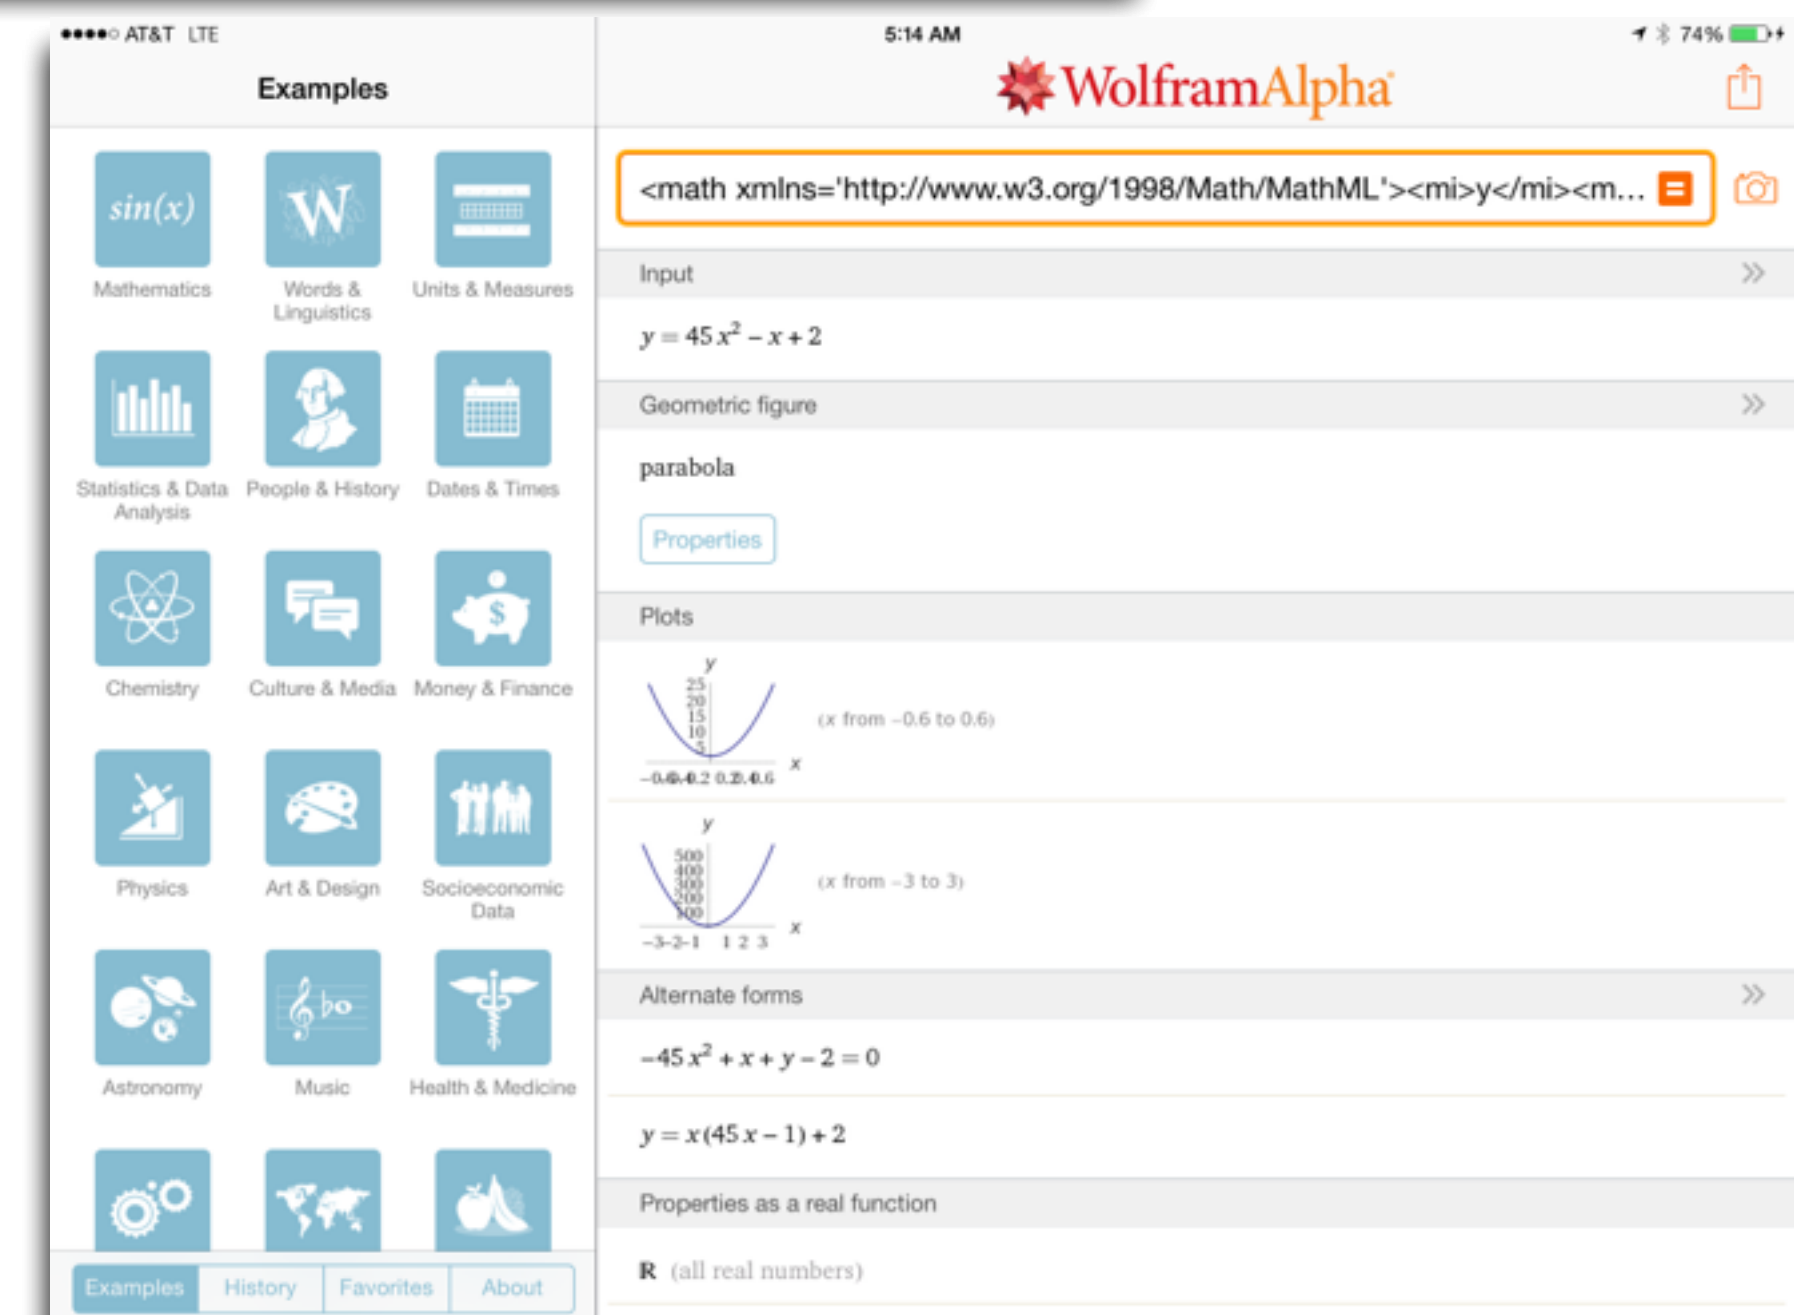 AT&T LTE
5:14 AM
74%
Examples
WolframAlpha
sin(x)
W
Mathematics
Words &
Linguistics
Units & Measures
Statistics & Data
Analysis
People & History
Dates & Times
$
Chemistry
Culture & Media
Money & Finance
Physics
Art & Design
Socioeconomic
Data
Astronomy
Music
Health & Medicine
Examples
History
Favorites
About
<math xmlns='http://www.w3.org/1998/Math/MathML'><mi>y</mi><m...
=
Input
y = 45 x² – x + 2
Geometric figure
parabola
Properties
Plots
y
25
20
15
10
5
x
(x from –0.6 to 0.6)
y
500
400
300
200
100
–3 –2 –1 1 2 3
x
(x from –3 to 3)
Alternate forms
–45 x² + x + y – 2 = 0
y = x (45 x – 1) + 2
Properties as a real function
R (all real numbers)